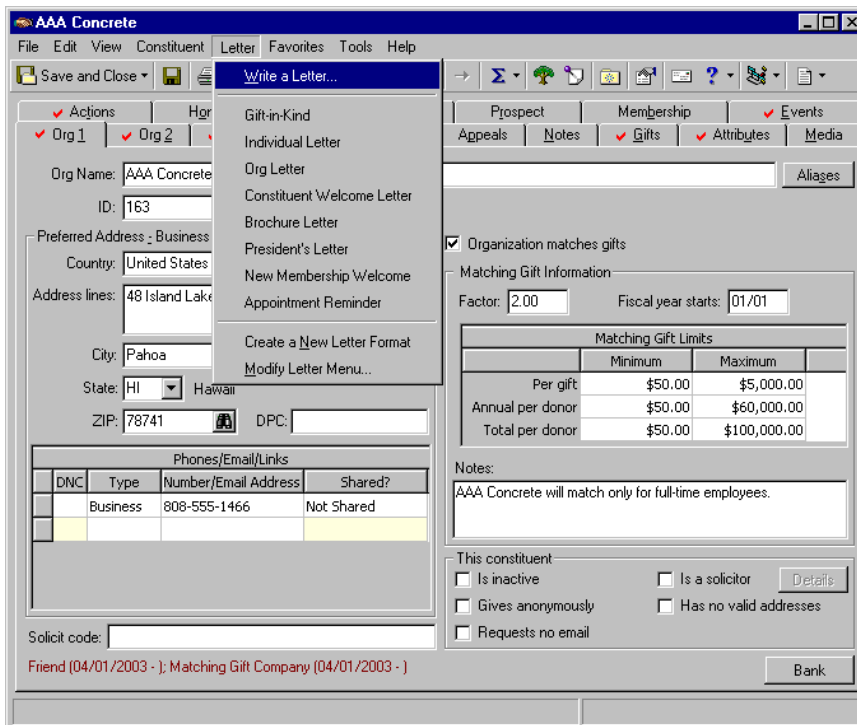 AAA Concrete
File Edit View Constituent Letter Favorites Tools Help
Save and Close
Write a Letter...
Gift-in-Kind
Individual Letter
Org Letter
Constituent Welcome Letter
Brochure Letter
President's Letter
New Membership Welcome
Appointment Reminder
Create a New Letter Format
Modify Letter Menu...
Actions Prospect Membership Events
Org 1 Org 2 Appeals Notes Gifts Attributes Media
Org Name: AAA Concrete Aliases
ID: 163
Preferred Address - Business
Country: United States
Address lines: 48 Island
City: Pahoa
State: HI Hawaii
ZIP: 78741 DPC:
Phones/Email/Links
DNC Type Number/Email Address Shared?
Business 808-555-1466 Not Shared
Solicit code:
Friend (04/01/2003 - ); Matching Gift Company (04/01/2003 - )
Organization matches gifts
Matching Gift Information
Factor: 2.00 Fiscal year starts: 01/01
Matching Gift Limits
Minimum Maximum
Per gift $50.00 $5,000.00
Annual per donor $50.00 $60,000.00
Total per donor $50.00 $100,000.00
Notes:
AAA Concrete will match only for full-time employees.
This constituent
Is inactive Is a solicitor Details
Gives anonymously Has no valid addresses
Requests no email
Bank